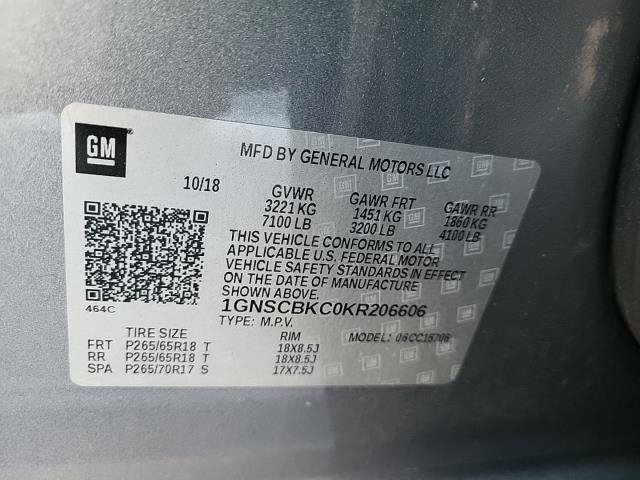 GM
MFD BY GENERAL MOTORS LLC
10/18
GVWR GAWR FRT GAWR RR
3221 KG 1451 KG 1860 KG
7100 LB 3200 LB 4100 LB
THIS VEHICLE CONFORMS TO ALL
APPLICABLE U.S. FEDERAL MOTOR
VEHICLE SAFETY STANDARDS IN EFFECT
ON THE DATE OF MANUFACTURE
SHOWN ABOVE.
464C
1GNSCBKC0KR206606
TYPE: M.P.V. MODEL: 06CC15706
TIRE SIZE RIM
FRT P265/65R18 T 18X8.5J
RR P265/65R18 T 18X8.5J
SPA P265/70R17 S 17X7.5J